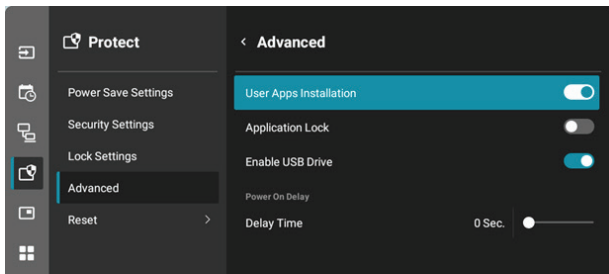 Protect
Power Save Settings
Security Settings
Lock Settings
Advanced
Reset
Advanced
User Apps Installation
Application Lock
Enable USB Drive
Power On Delay
Delay Time 0 Sec.